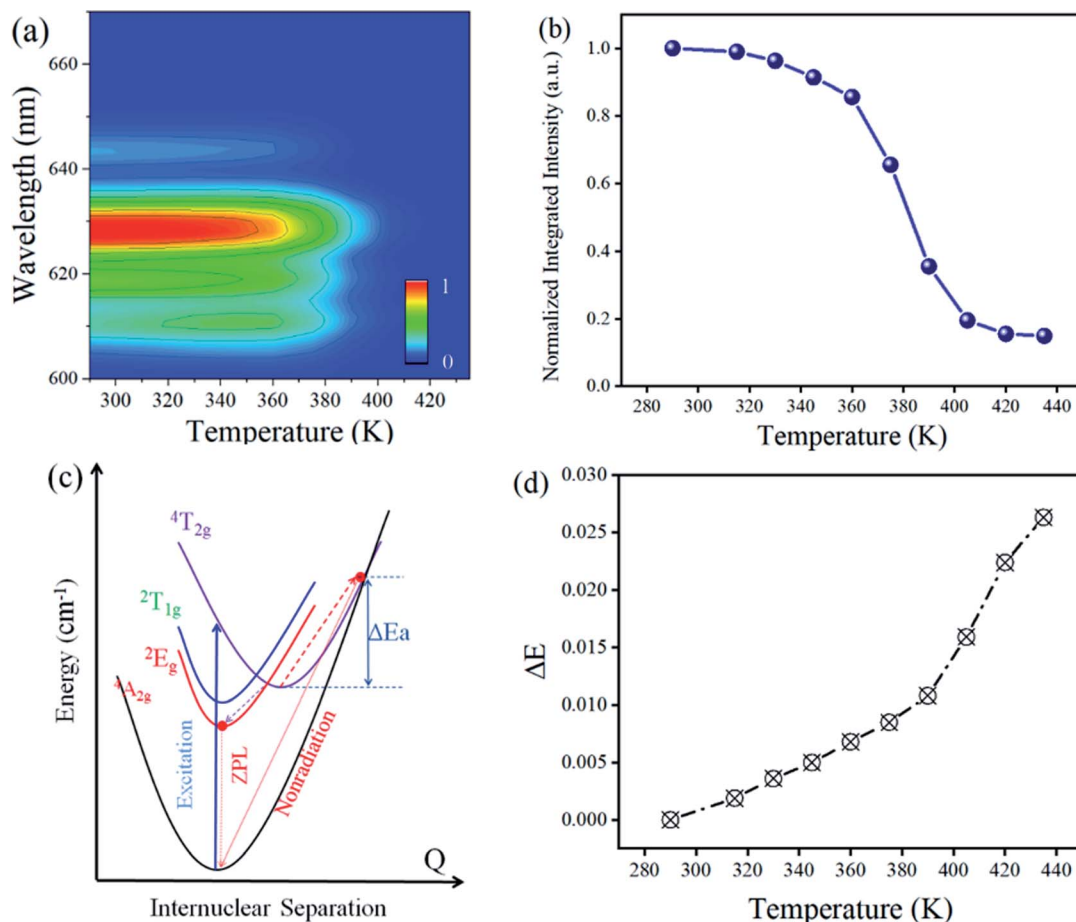 (a)
Wavelength (nm)
660
640
620
600
1
0
300 320 340 360 380 400 420
Temperature (K)
(b)
Normalized Integrated Intensity (a.u.)
1.0
0.8
0.6
0.4
0.2
0.0
280 300 320 340 360 380 400 420 440
Temperature (K)
(c)
Energy (cm⁻¹)
⁴T₂g
²T₁g
²Eg
⁴A₂g
ΔEa
Excitation
ZPL
Nonradiation
Q
Internuclear Separation
(d)
ΔE
0.030
0.025
0.020
0.015
0.010
0.005
0.000
280 300 320 340 360 380 400 420 440
Temperature (K)